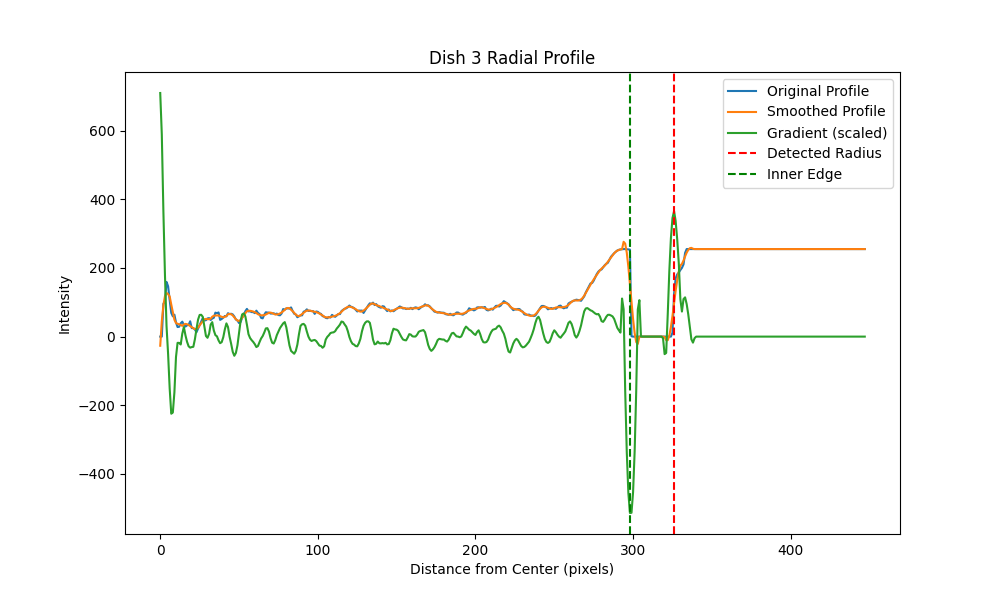 Dish 3 Radial Profile
Original Profile
Smoothed Profile
Gradient (scaled)
Detected Radius
Inner Edge
Intensity
600
400
200
0
−200
−400
0 100 200 300 400
Distance from Center (pixels)